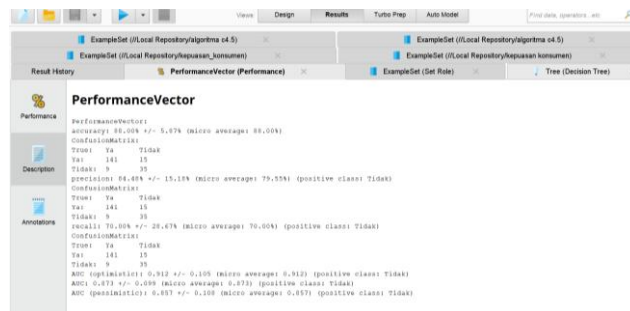 Views: Design Results Turbo Prep Auto Model Find data, operators...etc
ExampleSet (//Local Repository/algoritma c4.5) ExampleSet (//Local Repository/algoritma c4.5)
ExampleSet (//Local Repository/kepuasan_konsumen) ExampleSet (//Local Repository/kepuasan konsumen)
Result History PerformanceVector (Performance) ExampleSet (Set Role) Tree (Decision Tree)
Performance
Description
Annotations
PerformanceVector
PerformanceVector:
accuracy: 88.00% +/- 5.87% (micro average: 88.00%)
ConfusionMatrix:
True: Ya Tidak
Ya: 141 15
Tidak: 9 35
precision: 84.48% +/- 15.18% (micro average: 79.55%) (positive class: Tidak)
ConfusionMatrix:
True: Ya Tidak
Ya: 141 15
Tidak: 9 35
recall: 70.00% +/- 20.67% (micro average: 70.00%) (positive class: Tidak)
ConfusionMatrix:
True: Ya Tidak
Ya: 141 15
Tidak: 9 35
AUC (optimistic): 0.912 +/- 0.105 (micro average: 0.912) (positive class: Tidak)
AUC: 0.873 +/- 0.099 (micro average: 0.873) (positive class: Tidak)
AUC (pessimistic): 0.857 +/- 0.108 (micro average: 0.857) (positive class: Tidak)